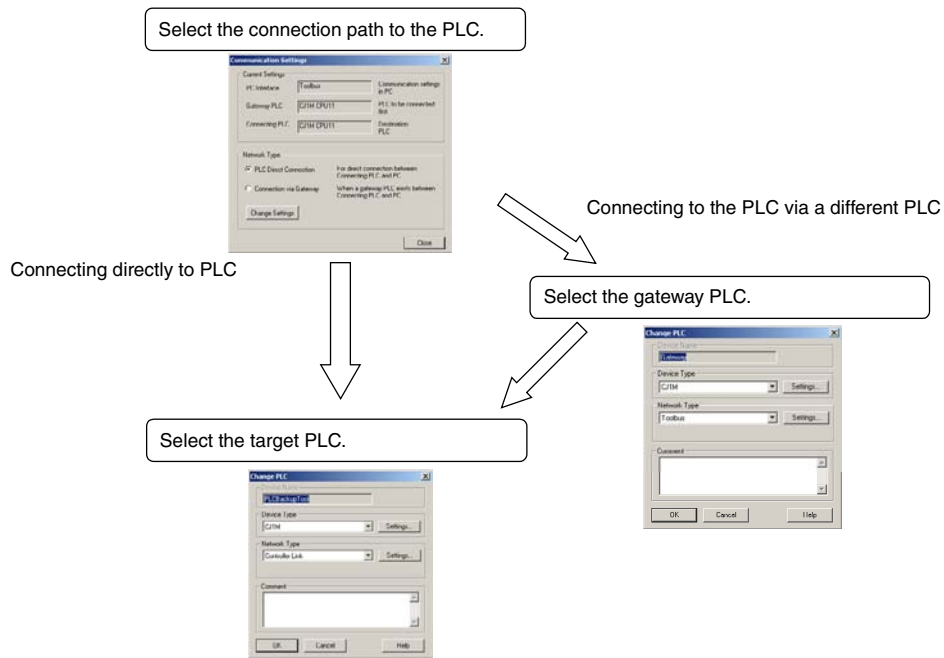 Select the connection path to the PLC.
Communication Settings
Current Settings
PC Interface
Toolbus
Communication settings
in PC
Gateway PLC
CJ1M CPU11
PLC to be connected
first
Connecting PLC
CJ1M CPU11
Destination
PLC
Network Type
PLC Direct Connection
For direct connection between
Connecting PLC and PC
Connection via Gateway
When a gateway PLC exists between
Connecting PLC and PC
Change Settings
Close
Connecting to the PLC via a different PLC
Connecting directly to PLC
Select the gateway PLC.
Change PLC
Device Name
Gateway
Device Type
CJ1M
Settings...
Network Type
Toolbus
Settings...
Comment
OK
Cancel
Help
Select the target PLC.
Change PLC
Device Name
PLCBackupTool
Device Type
CJ1M
Settings...
Network Type
Controller Link
Settings...
Comment
OK
Cancel
Help